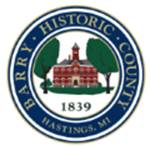 BARRY • HISTORIC • COUNTY
1839
HASTINGS, MI